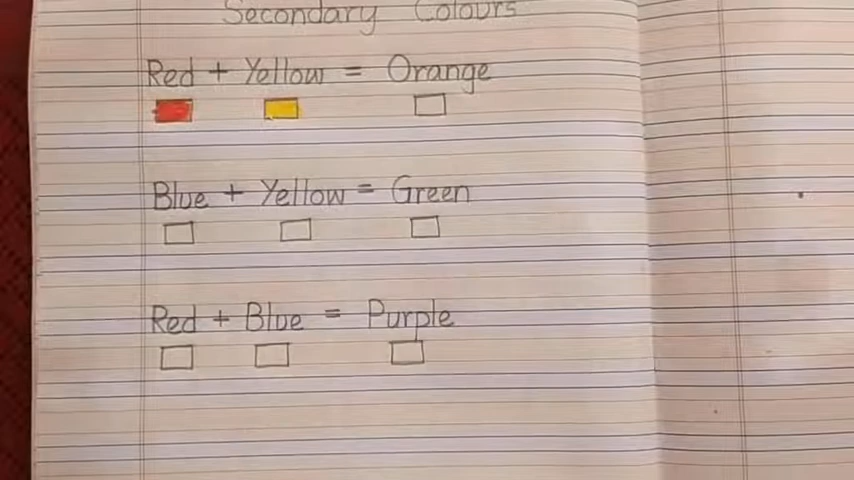 Secondary Colours
Red + Yellow = Orange
Blue + Yellow = Green
Red + Blue = Purple